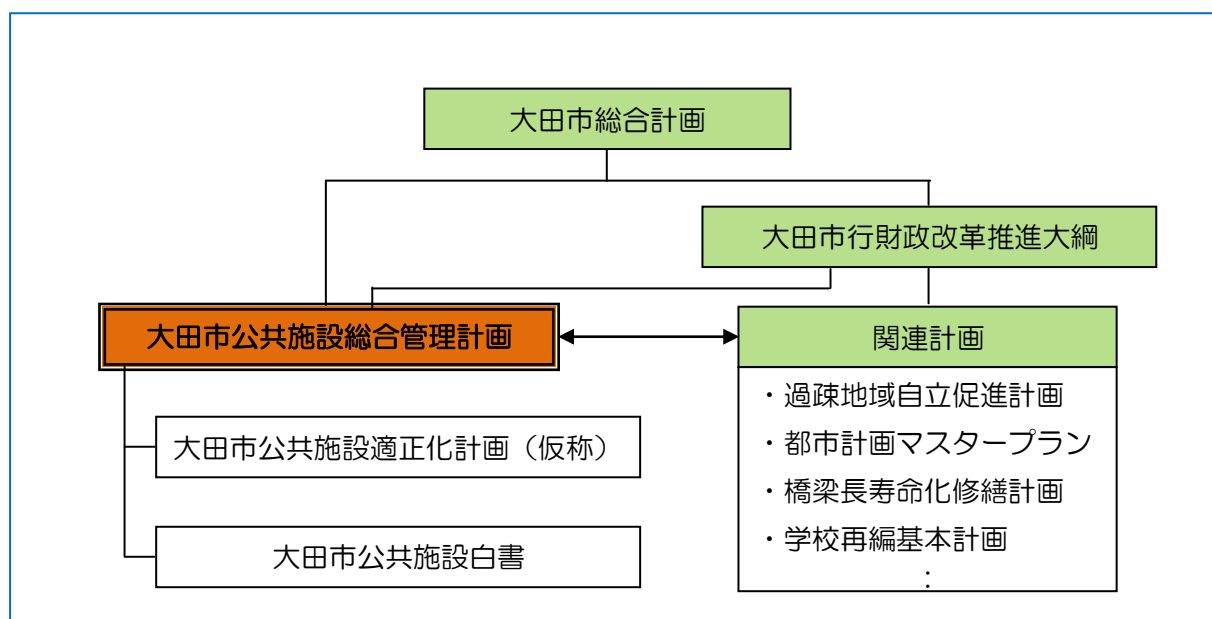 大田市総合計画
大田市行財政改革推進大綱
大田市公共施設総合管理計画
関連計画
・過疎地域自立促進計画
・都市計画マスタープラン
・橋梁長寿命化修繕計画
・学校再編基本計画
：
大田市公共施設適正化計画（仮称）
大田市公共施設白書